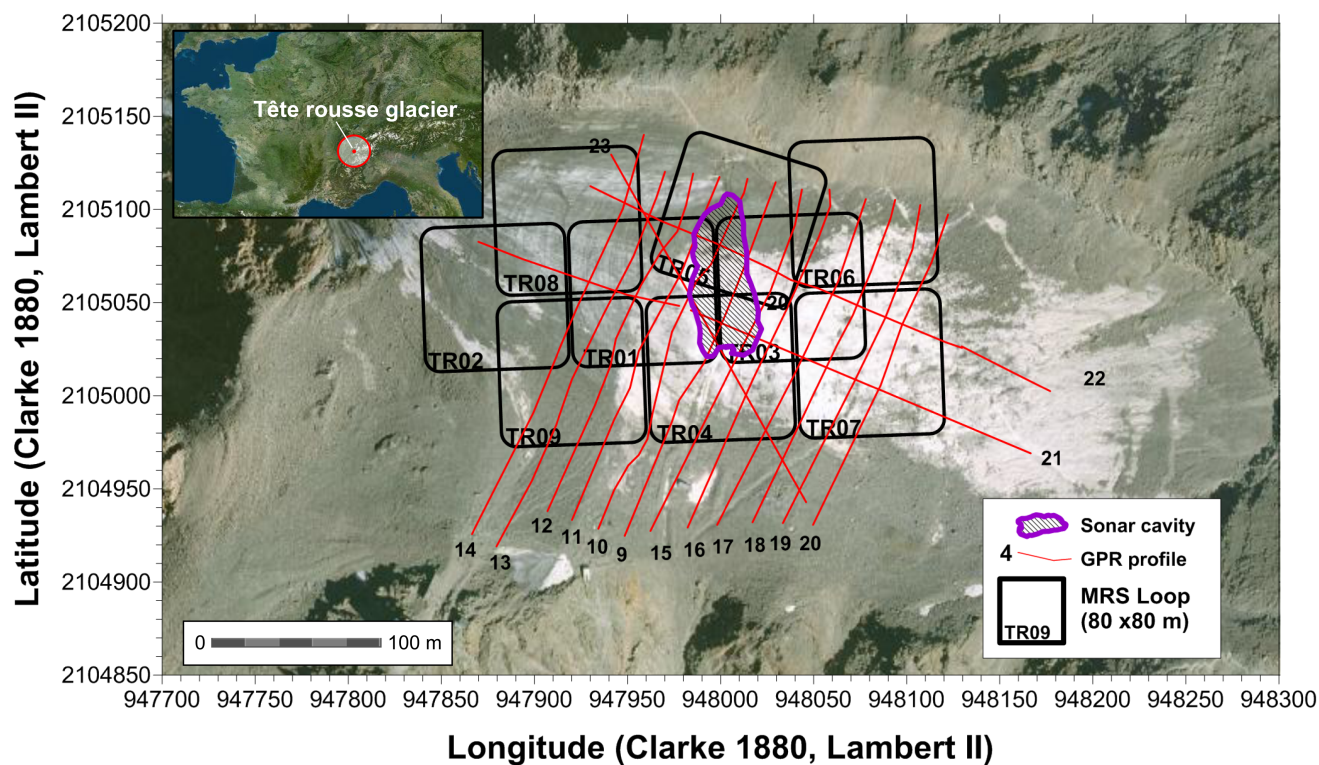 2105200
2105150
2105100
2105050
2105000
2104950
2104900
2104850
Latitude (Clarke 1880, Lambert II)
Tête rousse glacier
23
TR05
TR06
TR08
20
TR02
TR01
TR03
TR09
TR04
TR07
22
21
14
13
12
11
10
9
15
16
17
18
19
20
Sonar cavity
4 GPR profile
MRS Loop
(80 x80 m)
TR09
0 100 m
947700 947750 947800 947850 947900 947950 948000 948050 948100 948150 948200 948250 948300
Longitude (Clarke 1880, Lambert II)